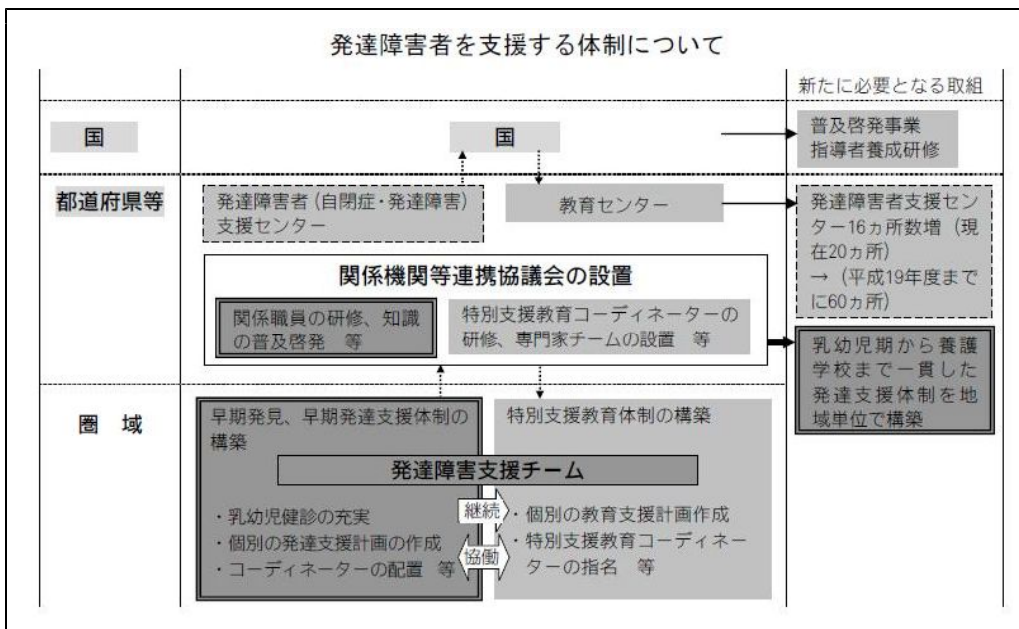 発達障害者を支援する体制について
新たに必要となる取組
国
国
普及啓発事業
指導者養成研修
都道府県等
発達障害者(自閉症・発達障害)
支援センター
教育センター
発達障害者支援セン
ター16ヵ所数増 (現
在20ヵ所)
→ (平成19年度まで
に60ヵ所)
関係機関等連携協議会の設置
関係職員の研修、知識
の普及啓発 等
特別支援教育コーディネーターの
研修、専門家チームの設置 等
乳幼児期から養護
学校まで一貫した
発達支援体制を地
域単位で構築
圏 域
早期発見、早期発達支援体制の
構築
特別支援教育体制の構築
発達障害支援チーム
・乳幼児健診の充実
・個別の発達支援計画の作成
・コーディネーターの配置 等
継続
協働
・個別の教育支援計画作成
・特別支援教育コーディネー
ターの指名 等